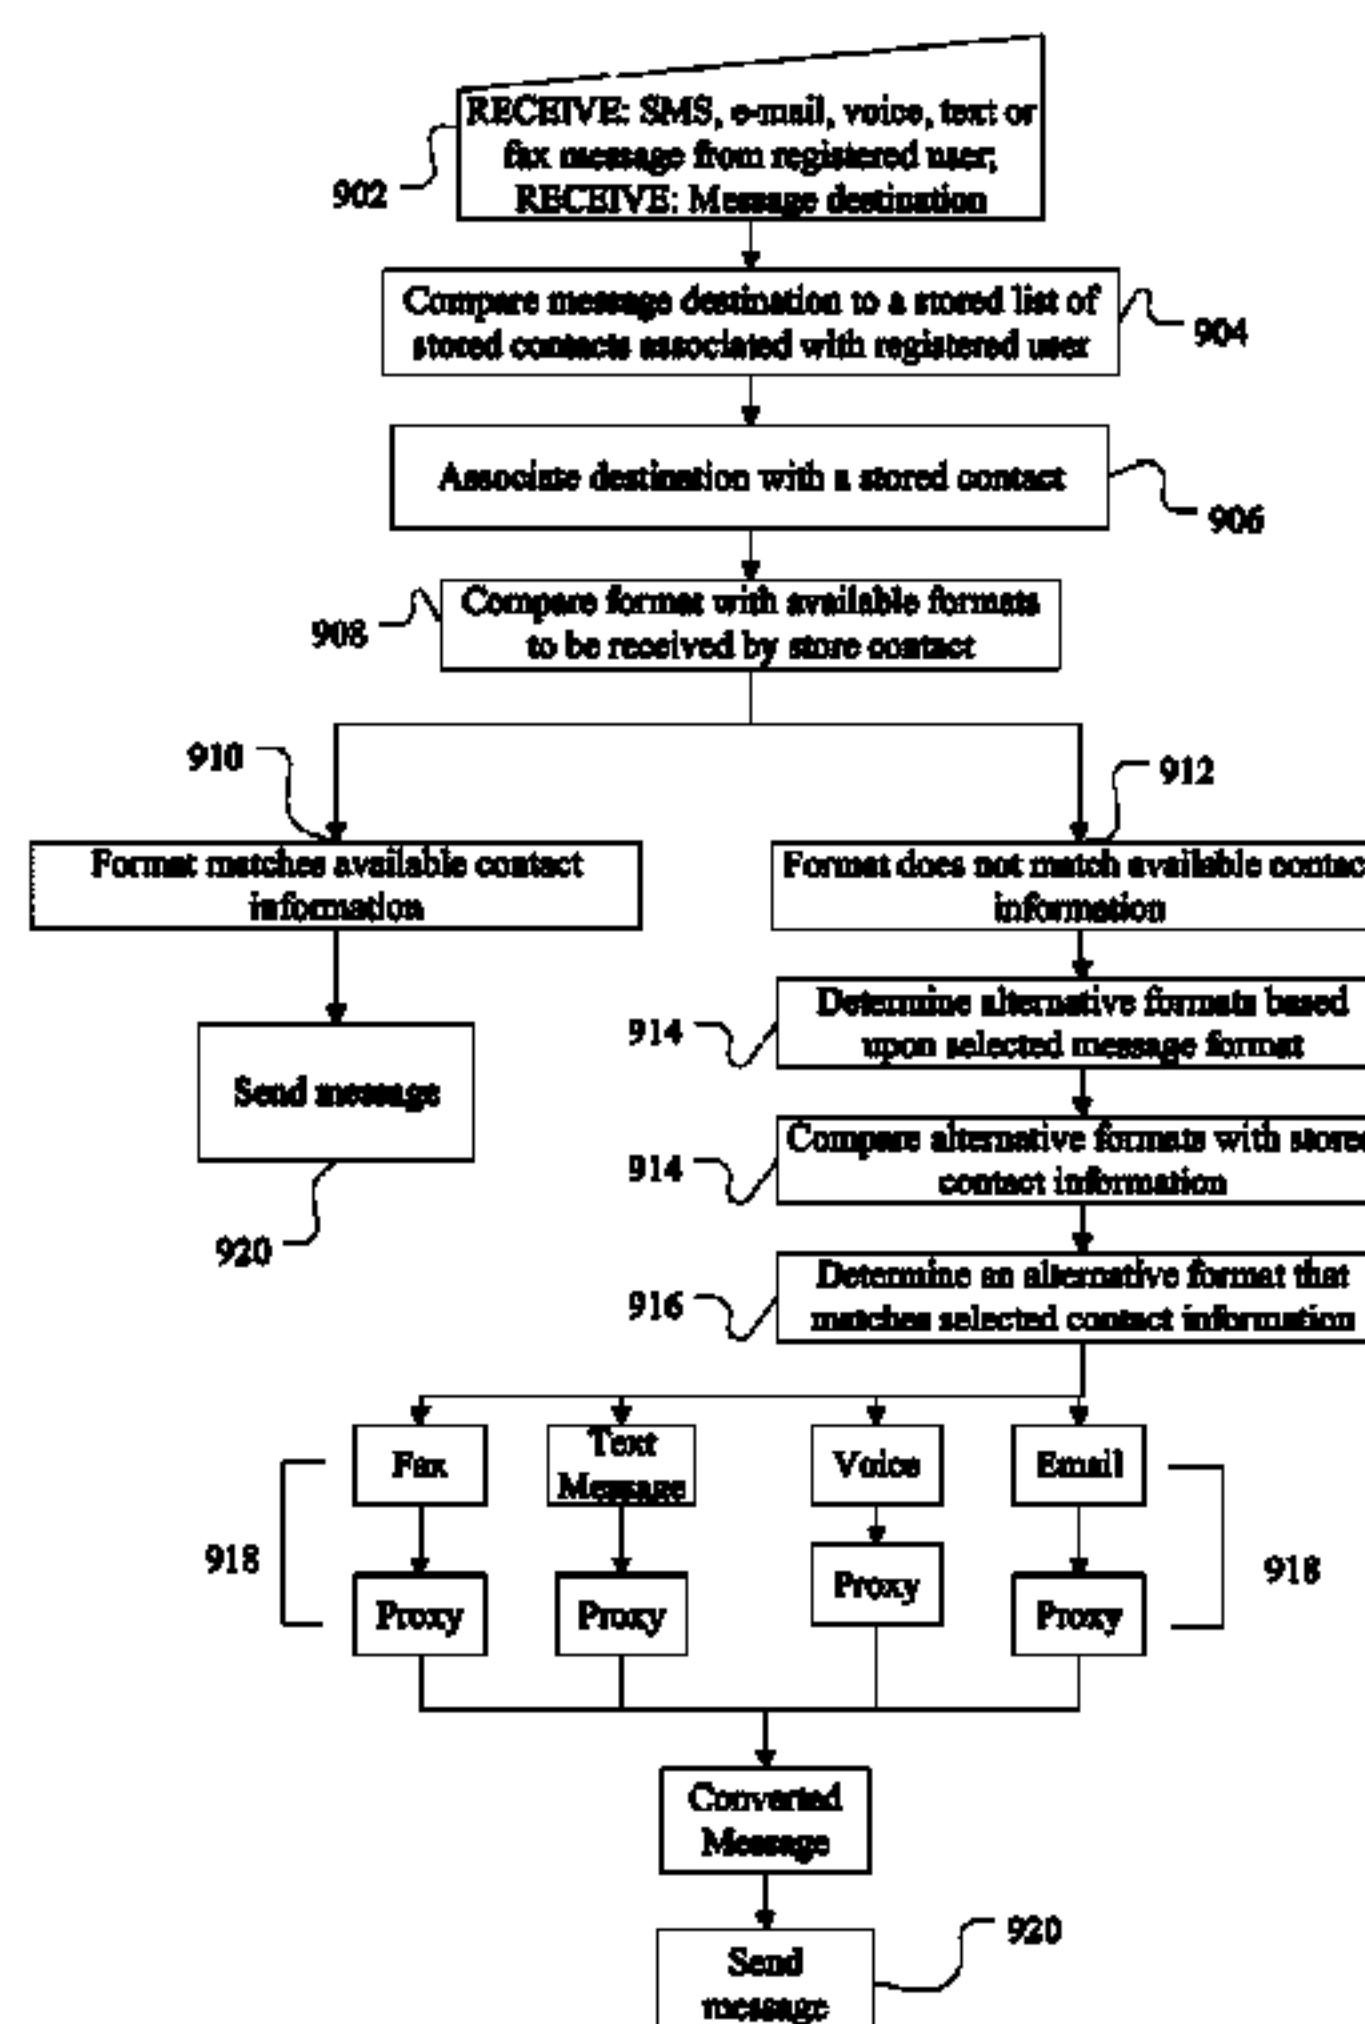 RECEIVE: SMS, e-mail, voice, text or
fax message from registered user;
RECEIVE: Message destination
902
Compare message destination to a stored list of
stored contacts associated with registered user
904
Associate destination with a stored contact
906
Compare format with available formats
to be received by store contact
908
910
912
Format matches available contact
information
Format does not match available contac
information
Determine alternative formats based
upon selected message format
914
Send message
Compare alternative formats with store
contact information
914
920
Determine an alternative format that
matches selected contact information
916
Fax
Text
Message
Voice
Email
918
918
Proxy
Proxy
Proxy
Proxy
Converted
Message
920
Send
message